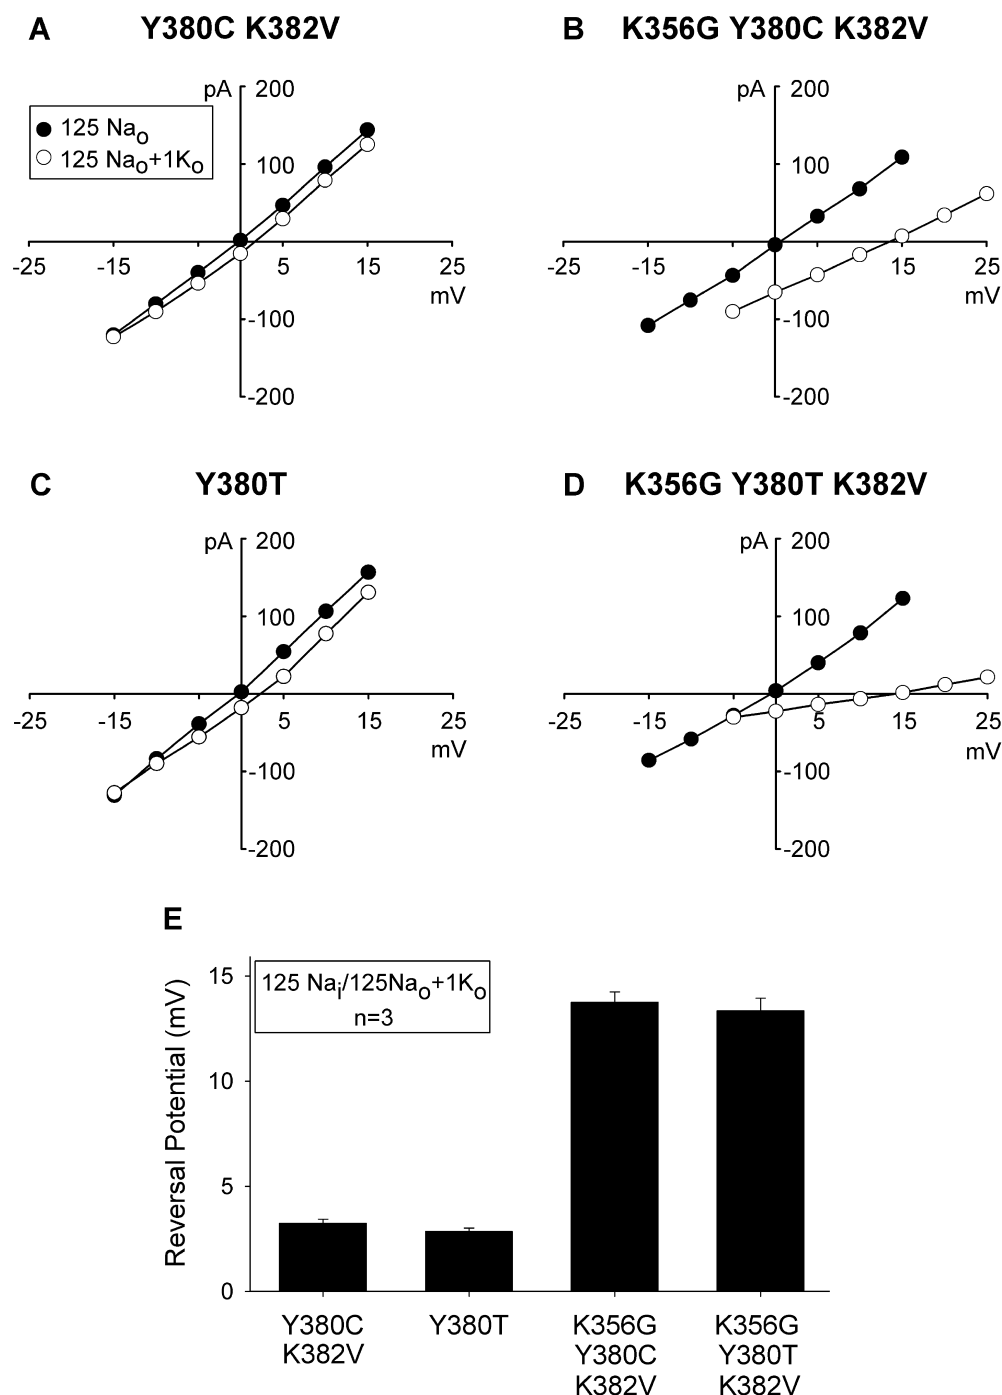 A Y380C K382V
pA 200
125 Nao
125 Nao+1Ko
100
-25 -15 5 15 25
mV
-100
-200
B K356G Y380C K382V
pA 200
100
-25 -15 5 15 25
mV
-100
-200
C Y380T
pA 200
100
-25 -15 5 15 25
mV
-100
-200
D K356G Y380T K382V
pA 200
100
-25 -15 5 15 25
mV
-100
-200
E
125 Nai/125Nao+1Ko
n=3
Reversal Potential (mV)
15
10
5
0
Y380C
K382V
Y380T
K356G
Y380C
K382V
K356G
Y380T
K382V